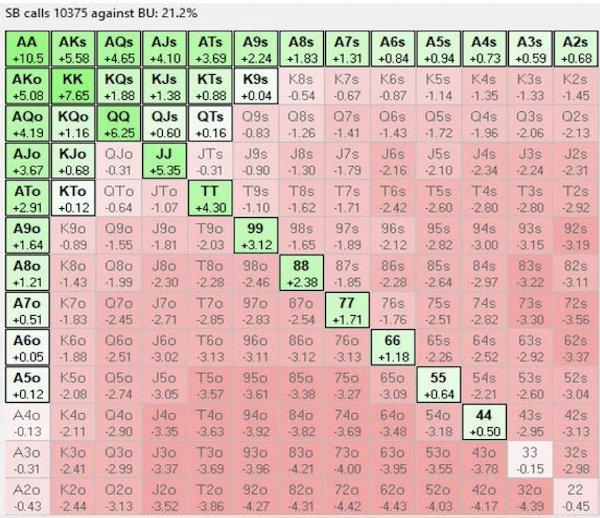 SB calls 10375 against BU: 21.2%
AA AKs AQs AJs ATs A9s A8s A7s A6s A5s A4s A3s A2s
+10.5 +5.58 +4.65 +4.10 +3.69 +2.24 +1.83 +1.31 +0.84 +0.94 +0.73 +0.59 +0.68
AKo KK KQs KJs KTs K9s K8s K7s K6s K5s K4s K3s K2s
+5.08 +7.65 +1.88 +1.38 +0.88 +0.04 -0.54 -0.67 -0.87 -1.14 -1.35 -1.33 -1.45
AQo KQo QQ QJs QTs Q9s Q8s Q7s Q6s Q5s Q4s Q3s Q2s
+4.19 +1.16 +6.25 +0.60 +0.16 -0.83 -1.26 -1.41 -1.43 -1.72 -1.96 -2.06 -2.13
AJo KJo QJo JJ JTs J9s J8s J7s J6s J5s J4s J3s J2s
+3.67 +0.68 -0.31 +5.35 -0.31 -0.90 -1.30 -1.79 -2.16 -2.10 -2.34 -2.24 -2.31
ATo KTo QTo JTo TT T9s T8s T7s T6s T5s T4s T3s T2s
+2.91 +0.12 -0.64 -1.07 +4.30 -1.10 -1.62 -1.71 -2.42 -2.60 -2.80 -2.80 -2.92
A9o K9o Q9o J9o T9o 99 98s 97s 96s 95s 94s 93s 92s
+1.64 -0.89 -1.55 -1.81 -2.03 +3.12 -1.65 -1.89 -2.12 -2.82 -3.00 -3.15 -3.19
A8o K8o Q8o J8o T8o 98o 88 87s 86s 85s 84s 83s 82s
+1.21 -1.43 -1.99 -2.30 -2.28 -2.46 +2.38 -1.85 -2.28 -2.64 -2.97 -3.22 -3.11
A7o K7o Q7o J7o T7o 97o 87o 77 76s 75s 74s 73s 72s
+0.51 -1.83 -2.45 -2.71 -2.85 -2.83 -2.54 +1.71 -1.76 -2.51 -2.82 -3.30 -3.56
A6o K6o Q6o J6o T6o 96o 86o 76o 66 65s 64s 63s 62s
+0.05 -1.88 -2.51 -3.02 -3.13 -3.11 -3.12 -3.13 +1.18 -2.26 -2.52 -2.92 -3.37
A5o K5o Q5o J5o T5o 95o 85o 75o 65o 55 54s 53s 52s
+0.12 -2.08 -2.74 -3.05 -3.57 -3.61 -3.38 -3.27 -3.09 +0.64 -2.21 -2.60 -3.04
A4o K4o Q4o J4o T4o 94o 84o 74o 64o 54o 44 43s 42s
-0.13 -2.11 -2.90 -3.35 -3.63 -3.92 -3.82 -3.69 -3.48 -3.18 +0.50 -2.95 -3.13
A3o K3o Q3o J3o T3o 93o 83o 73o 63o 53o 43o 33 32s
-0.31 -2.41 -2.99 -3.37 -3.69 -3.96 -4.21 -4.00 -3.95 -3.55 -3.78 -0.15 -2.98
A2o K2o Q2o J2o T2o 92o 82o 72o 62o 52o 42o 32o 22
-0.43 -2.44 -3.13 -3.52 -3.86 -4.27 -4.31 -4.42 -4.43 -4.03 -4.17 -4.39 -0.45